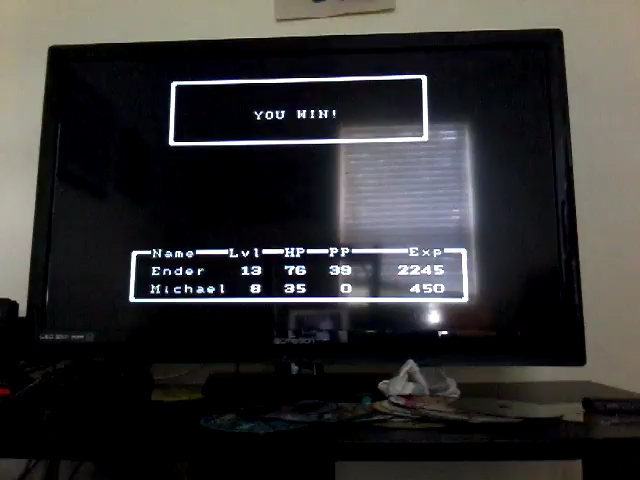 YOU WIN!
Name Lvl HP PP Exp
Ender 13 76 39 2245
Michael 8 35 0 450